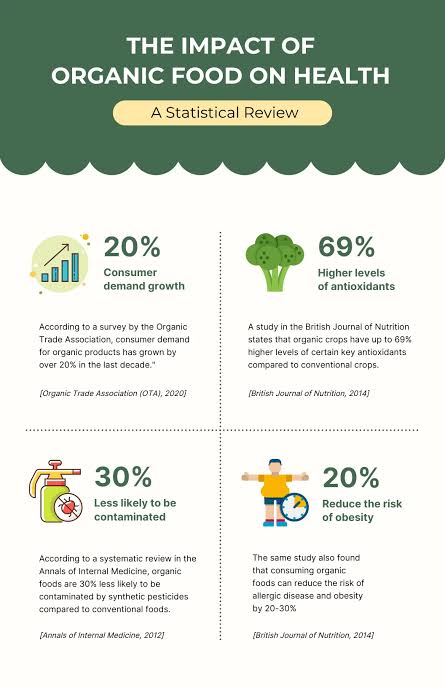 THE IMPACT OF
ORGANIC FOOD ON HEALTH
A Statistical Review
20%
Consumer
demand growth
According to a survey by the Organic
Trade Association, consumer demand
for organic products has grown by
over 20% in the last decade."
[Organic Trade Association (OTA), 2020]
69%
Higher levels
of antioxidants
A study in the British Journal of Nutrition
states that organic crops have up to 69%
higher levels of certain key antioxidants
compared to conventional crops.
[British Journal of Nutrition, 2014]
30%
Less likely to be
contaminated
According to a systematic review in the
Annals of Internal Medicine, organic
foods are 30% less likely to be
contaminated by synthetic pesticides
compared to conventional foods.
[Annals of Internal Medicine, 2012]
20%
Reduce the risk
of obesity
The same study also found
that consuming organic
foods can reduce the risk of
allergic disease and obesity
by 20-30%
[British Journal of Nutrition, 2014]